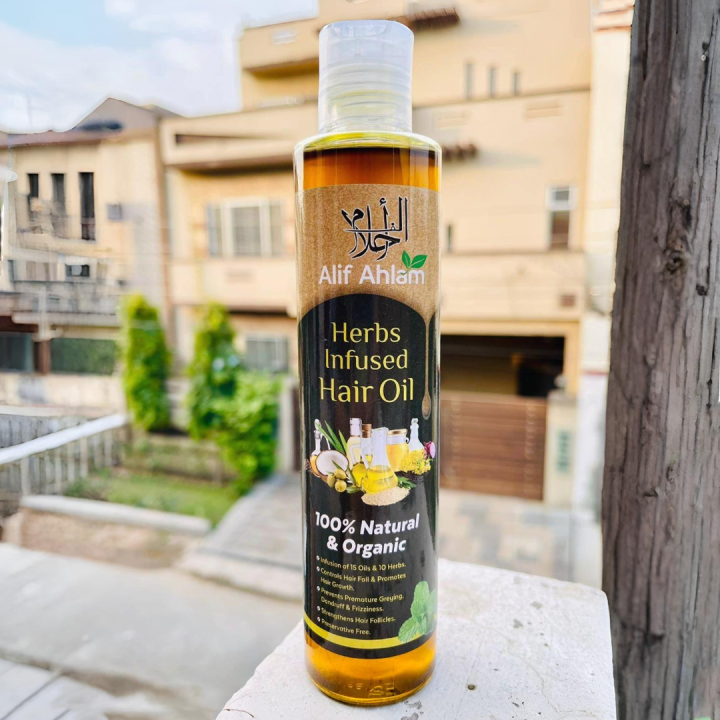 ألف أحلام
Alif Ahlam
Herbs
Infused
Hair Oil
100% Natural
& Organic
Infusion of 15 Oils & 10 Herbs.
Controls Hair Fall & Promotes
Hair Growth.
Prevents Premature Greying,
Dandruff & Frizziness.
Strengthens Hair Follicles.
Preservative Free.